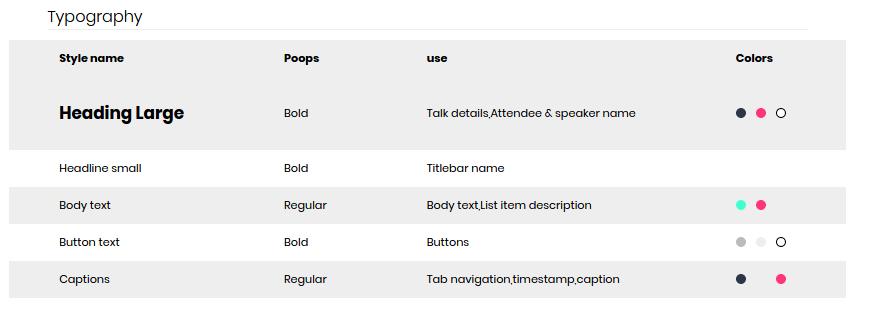 Typography
Style name Poops use Colors
Heading Large Bold Talk details,Attendee & speaker name
Headline small Bold Titlebar name
Body text Regular Body text,List item description
Button text Bold Buttons
Captions Regular Tab navigation,timestamp,caption